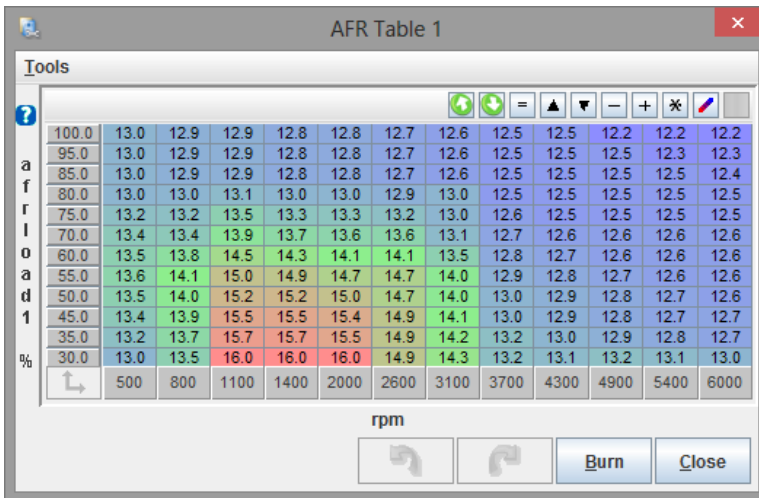 AFR Table 1
×
Tools
?
= − + *
100.0 13.0 12.9 12.9 12.8 12.8 12.7 12.6 12.5 12.5 12.2 12.2 12.2
95.0 13.0 12.9 12.9 12.8 12.8 12.7 12.6 12.5 12.5 12.5 12.3 12.3
85.0 13.0 12.9 12.9 12.8 12.8 12.7 12.6 12.5 12.5 12.5 12.5 12.4
80.0 13.0 13.0 13.1 13.0 13.0 12.9 13.0 12.5 12.5 12.5 12.5 12.5
75.0 13.2 13.2 13.5 13.3 13.3 13.2 13.0 12.6 12.5 12.5 12.5 12.5
70.0 13.4 13.4 13.9 13.7 13.6 13.6 13.1 12.7 12.6 12.6 12.6 12.6
60.0 13.5 13.8 14.5 14.3 14.1 14.1 13.5 12.8 12.7 12.6 12.6 12.6
55.0 13.6 14.1 15.0 14.9 14.7 14.7 14.0 12.9 12.8 12.7 12.6 12.6
50.0 13.5 14.0 15.2 15.2 15.0 14.7 14.0 13.0 12.9 12.8 12.7 12.6
45.0 13.4 13.9 15.5 15.5 15.4 14.9 14.1 13.0 12.9 12.8 12.7 12.7
35.0 13.2 13.7 15.7 15.7 15.5 14.9 14.2 13.2 13.0 12.9 12.8 12.7
30.0 13.0 13.5 16.0 16.0 16.0 14.9 14.3 13.2 13.1 13.2 13.1 13.0
500 800 1100 1400 2000 2600 3100 3700 4300 4900 5400 6000
afrload1 %
rpm
Burn Close